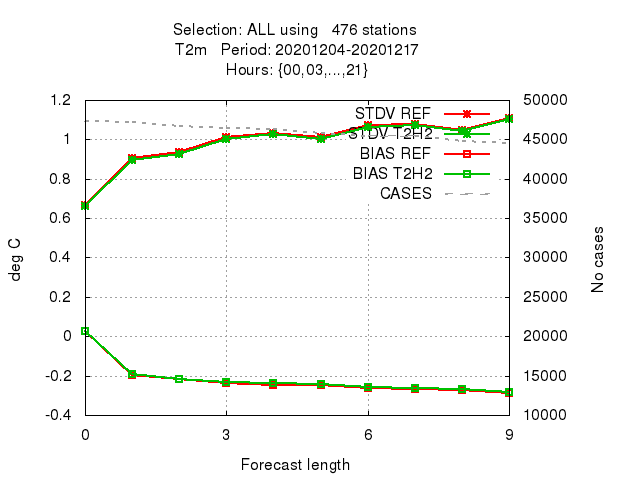 Selection: ALL using   476 stations
T2m   Period: 20201204-20201217
Hours: {00,03,...,21}
1.2
1
0.8
0.6
0.4
0.2
0
-0.2
-0.4
deg C
STDV REF
STDV T2H2
BIAS REF
BIAS T2H2
CASES
50000
45000
40000
35000
30000
25000
20000
15000
10000
No cases
0 3 6 9
Forecast length